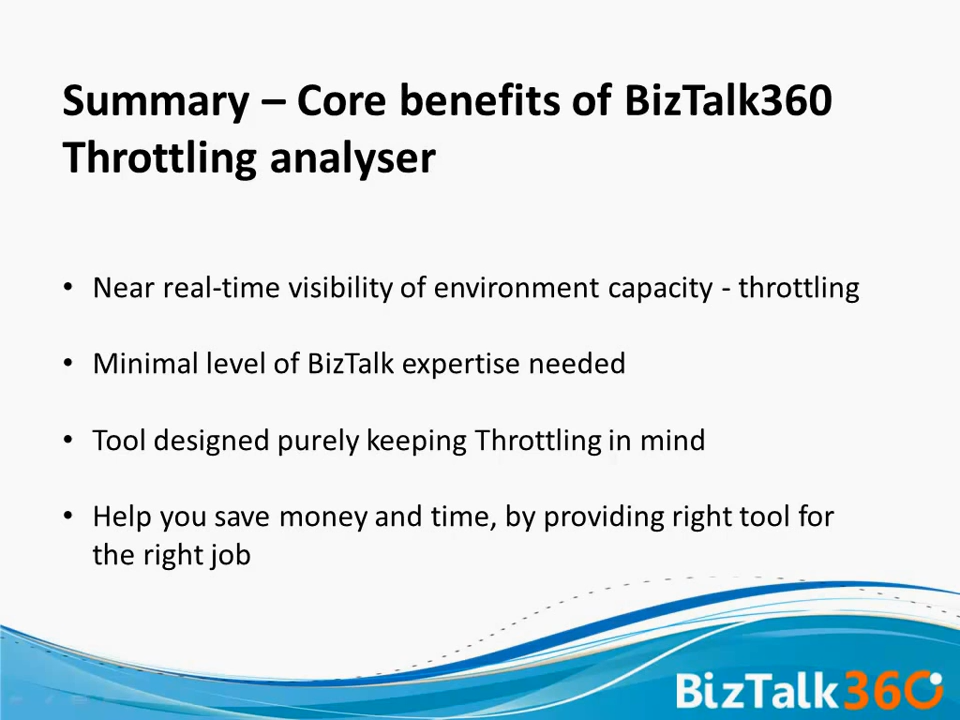 Summary – Core benefits of BizTalk360
Throttling analyser
• Near real-time visibility of environment capacity - throttling
• Minimal level of BizTalk expertise needed
• Tool designed purely keeping Throttling in mind
• Help you save money and time, by providing right tool for
the right job
BizTalk360